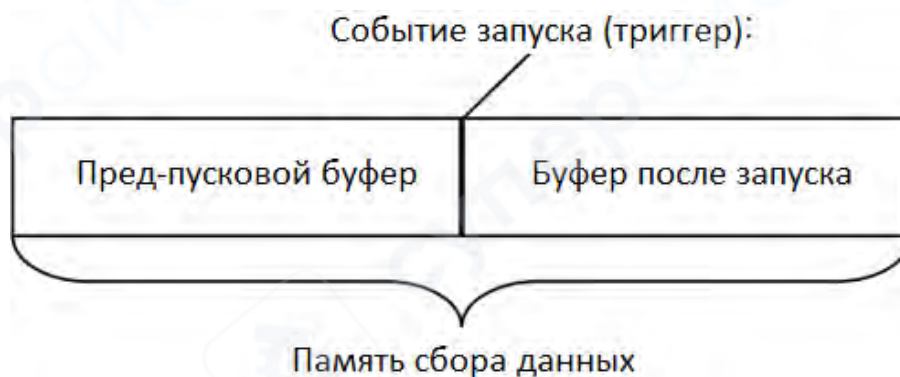 Событие запуска (триггер):
Пред-пусковой буфер
Буфер после запуска
Память сбора данных